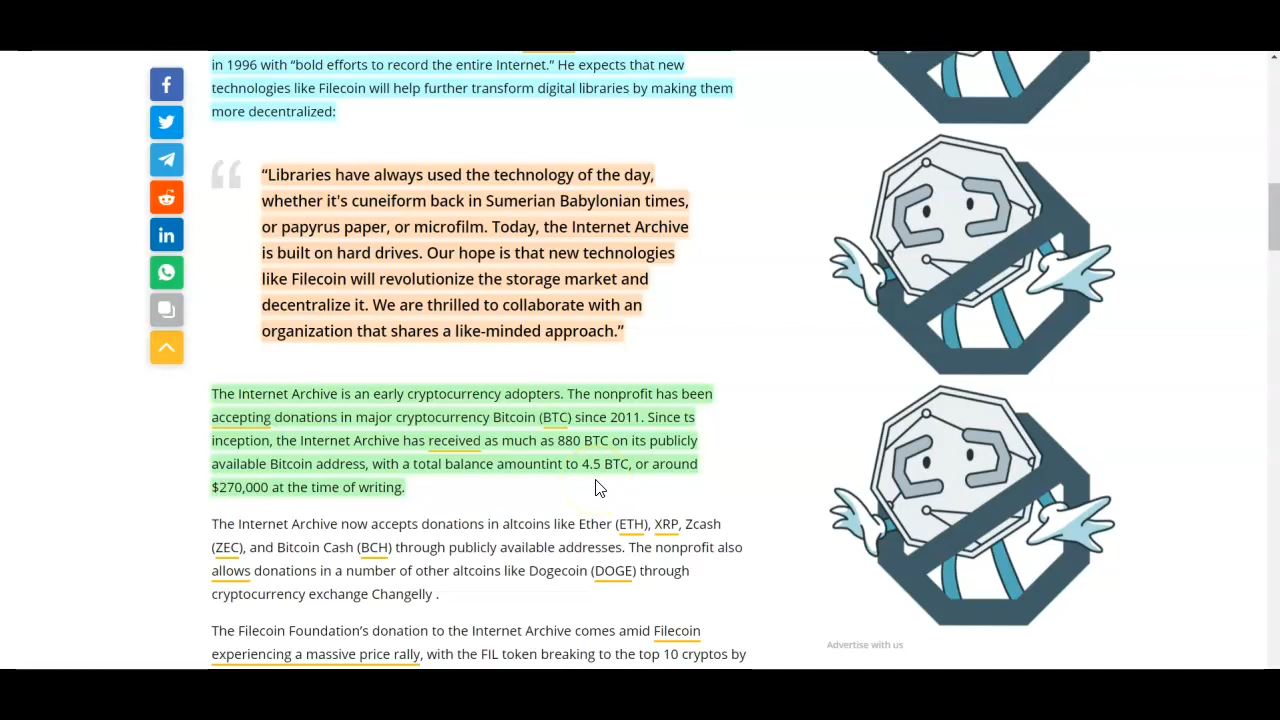 in 1996 with “bold efforts to record the entire Internet.” He expects that new
technologies like Filecoin will help further transform digital libraries by making them
more decentralized:
“Libraries have always used the technology of the day,
whether it's cuneiform back in Sumerian Babylonian times,
or papyrus paper, or microfilm. Today, the Internet Archive
is built on hard drives. Our hope is that new technologies
like Filecoin will revolutionize the storage market and
decentralize it. We are thrilled to collaborate with an
organization that shares a like-minded approach.”
The Internet Archive is an early cryptocurrency adopters. The nonprofit has been
accepting donations in major cryptocurrency Bitcoin (BTC) since 2011. Since ts
inception, the Internet Archive has received as much as 880 BTC on its publicly
available Bitcoin address, with a total balance amountint to 4.5 BTC, or around
$270,000 at the time of writing.
The Internet Archive now accepts donations in altcoins like Ether (ETH), XRP, Zcash
(ZEC), and Bitcoin Cash (BCH) through publicly available addresses. The nonprofit also
allows donations in a number of other altcoins like Dogecoin (DOGE) through
cryptocurrency exchange Changelly .
The Filecoin Foundation’s donation to the Internet Archive comes amid Filecoin
experiencing a massive price rally, with the FIL token breaking to the top 10 cryptos by
Advertise with us